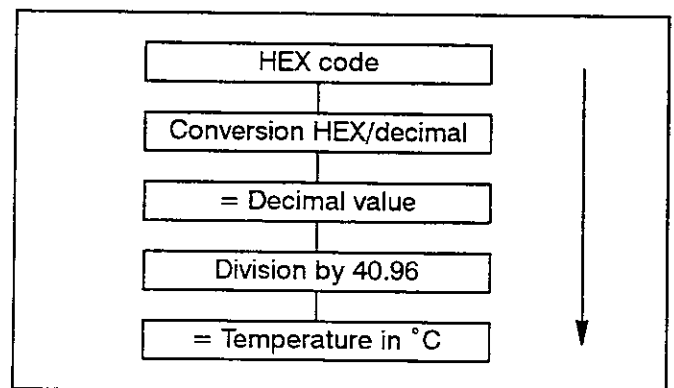 HEX code
Conversion HEX/decimal
= Decimal value
Division by 40.96
= Temperature in °C